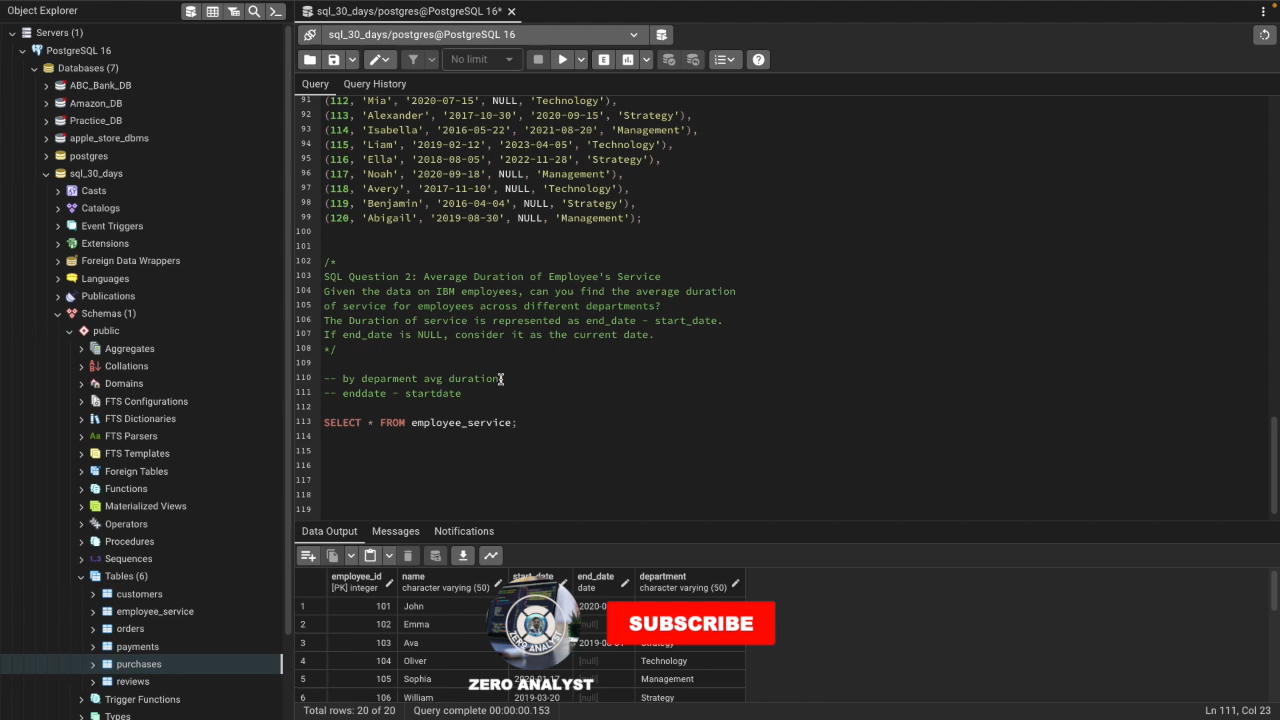 Object Explorer
sql_30_days/postgres@PostgreSQL 16*
Servers (1)
PostgreSQL 16
Databases (7)
ABC_Bank_DB
Amazon_DB
Practice_DB
apple_store_dbms
postgres
sql_30_days
Casts
Catalogs
Event Triggers
Extensions
Foreign Data Wrappers
Languages
Publications
Schemas (1)
public
Aggregates
Collations
Domains
FTS Configurations
FTS Dictionaries
FTS Parsers
FTS Templates
Foreign Tables
Functions
Materialized Views
Operators
Procedures
Sequences
Tables (6)
customers
employee_service
orders
payments
purchases
reviews
Trigger Functions
Types
sql_30_days/postgres@PostgreSQL 16
No limit
Query
Query History
91 (112, 'Mia', '2020-07-15', NULL, 'Technology'),
92 (113, 'Alexander', '2017-10-30', '2020-09-15', 'Strategy'),
93 (114, 'Isabella', '2016-05-22', '2021-08-20', 'Management'),
94 (115, 'Liam', '2019-02-12', '2023-04-05', 'Technology'),
95 (116, 'Ella', '2018-08-05', '2022-11-28', 'Strategy'),
96 (117, 'Noah', '2020-09-18', NULL, 'Management'),
97 (118, 'Avery', '2017-11-10', NULL, 'Technology'),
98 (119, 'Benjamin', '2016-04-04', NULL, 'Strategy'),
99 (120, 'Abigail', '2019-08-30', NULL, 'Management');
100
101
102 /*
103 SQL Question 2: Average Duration of Employee's Service
104 Given the data on IBM employees, can you find the average duration
105 of service for employees across different departments?
106 The Duration of service is represented as end_date - start_date.
107 If end_date is NULL, consider it as the current date.
108 */
109
110 -- by deparment avg duration
111 -- enddate - startdate
112
113 SELECT * FROM employee_service;
114
115
116
117
118
119
Data Output
Messages
Notifications
employee_id name start_date end_date department
[PK] integer character varying (50) date character varying (50)
1 101 John 2020-0
2 102 Emma [null]
3 103 Ava Strategy
4 104 Oliver [null] Technology
5 105 Sophia 2020-01-17 [null] Management
6 106 William 2019-03-20 [null] Strategy
ZERO ANALYST
SUBSCRIBE
ZERO ANALYST
Total rows: 20 of 20
Query complete 00:00:00.153
Ln 111, Col 23